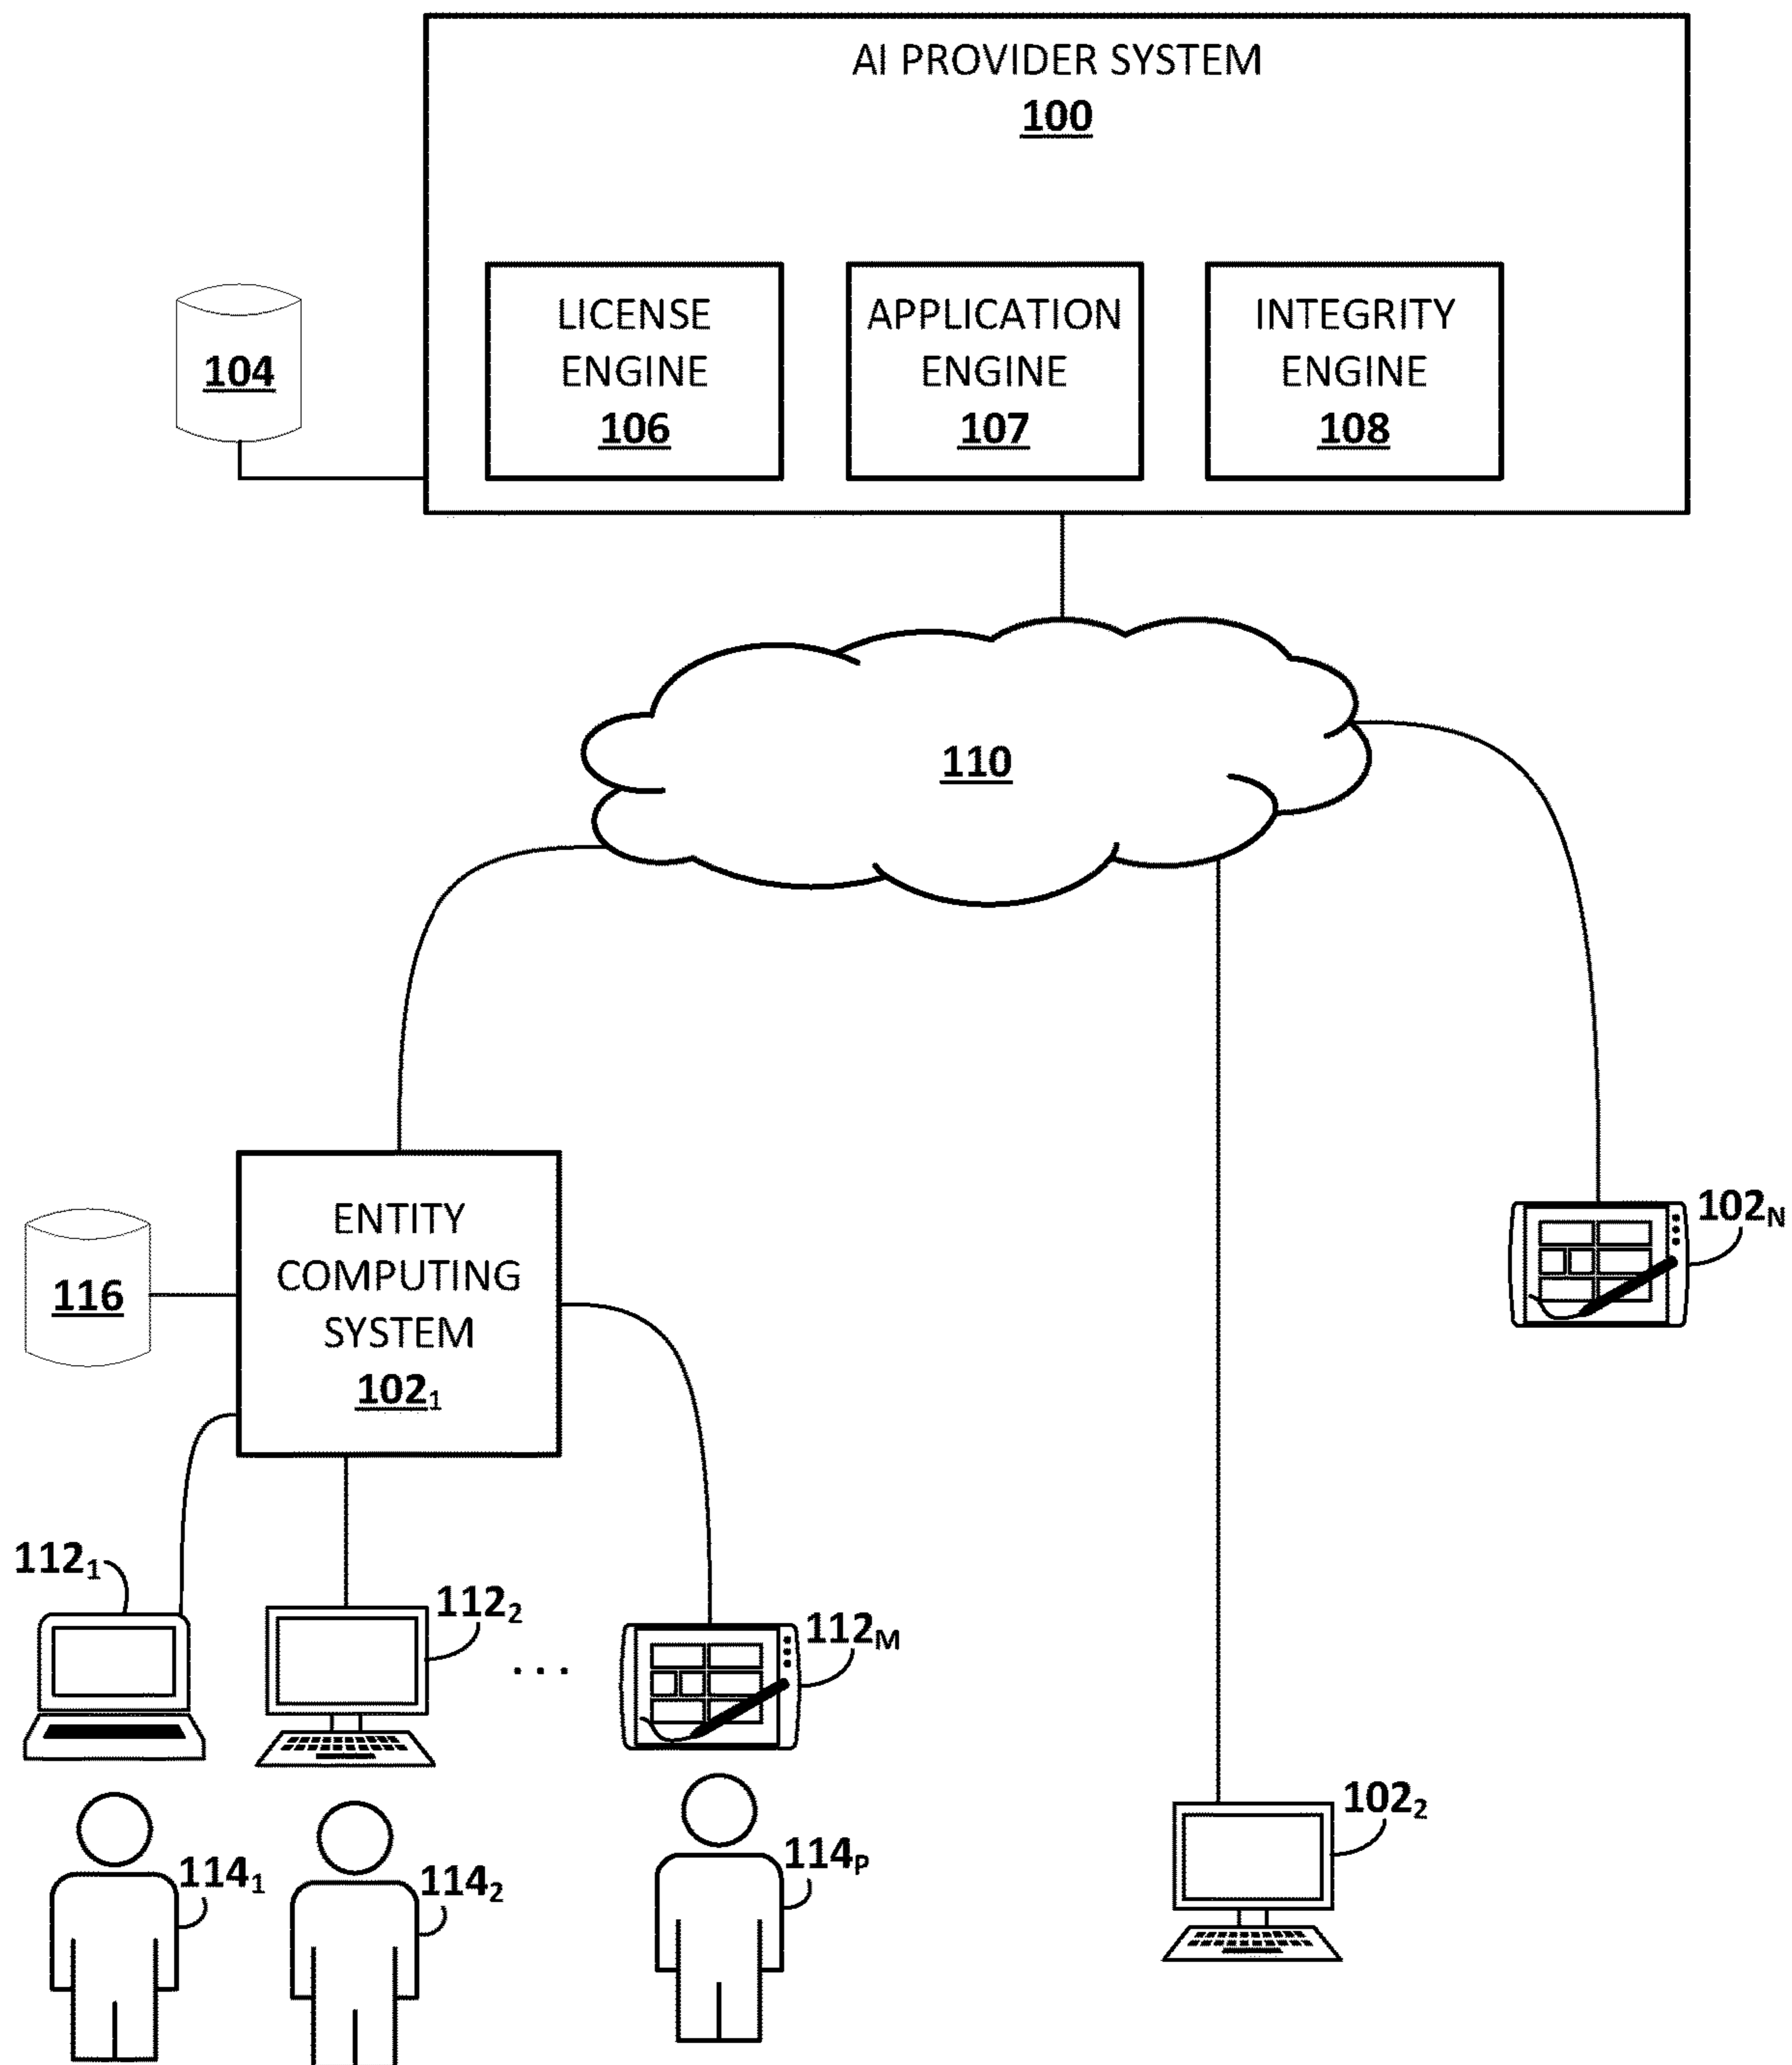 AI PROVIDER SYSTEM
100
LICENSE
ENGINE
106
APPLICATION
ENGINE
107
INTEGRITY
ENGINE
108
104
110
ENTITY
COMPUTING
SYSTEM
102₁
116
102N
112₁
112₂
...
112M
114₁
114₂
114P
102₂